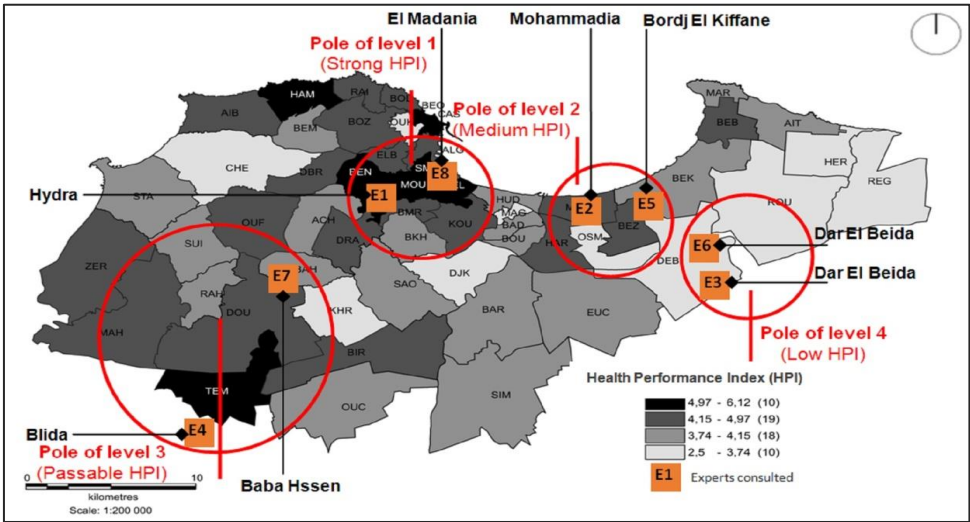 El Madania
Mohammadia
Bordj El Kiffane
Pole of level 1
(Strong HPI)
Pole of level 2
(Medium HPI)
HAM
RAI
BOL
BEO
CAS
AIB
BEM
BOZ
OUK
MAR
BEB
AIT
CHE
DBR
ELB
ALG
HER
REG
BEN
SM
E8
EL
BEK
ROU
Hydra
E1
MOU
HUD
E2
E5
STA
ACH
BMR
KOU
MAG
BAD
BOU
BEZ
OUF
DRA
BKH
HAR
OSM
E6
Dar El Beida
SUI
ZER
E7
BAH
DJK
DEB
E3
Dar El Beida
RAH
SAO
DOU
KHR
BAR
EUC
MAH
BIR
Pole of level 4
(Low HPI)
TEM
OUC
SIM
Health Performance Index (HPI)
4,97 - 6,12 (10)
4,15 - 4,97 (19)
3,74 - 4,15 (18)
2,5 - 3,74 (10)
E1 Experts consulted
Blida
E4
Pole of level 3
(Passable HPI)
Baba Hssen
0 10
kilometres
Scale: 1:200 000